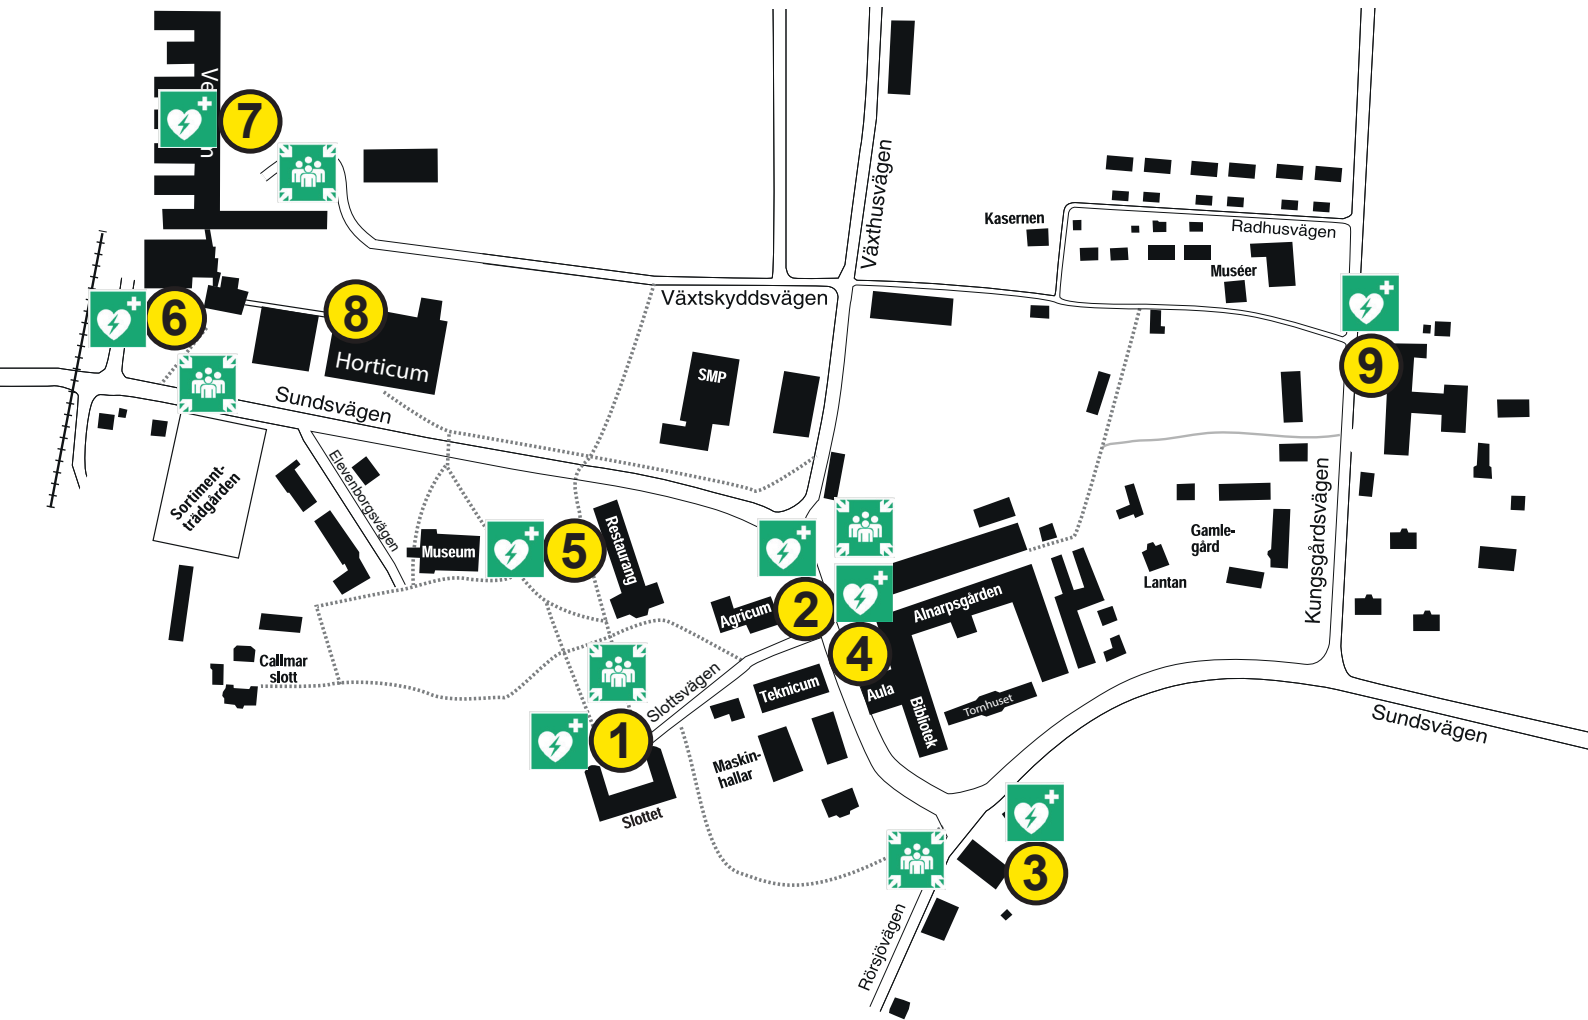 7
Växthusvägen
Kasernen
Radhusvägen
Muséer
6
8
Växtskyddsvägen
Horticum
SMP
9
Sundsvägen
Elevenborgsvägen
Sortiment-
trädgården
Museum
5
Restaurang
Agricum
2
4
Alnarpsgården
Gamle-
gård
Lantan
Kungsgårdsvägen
Callmar
slott
Slottsvägen
Teknicum
Aula
Bibliotek
Tornhuset
Sundsvägen
1
Maskin-
hallar
Slottet
3
Rörsjövägen